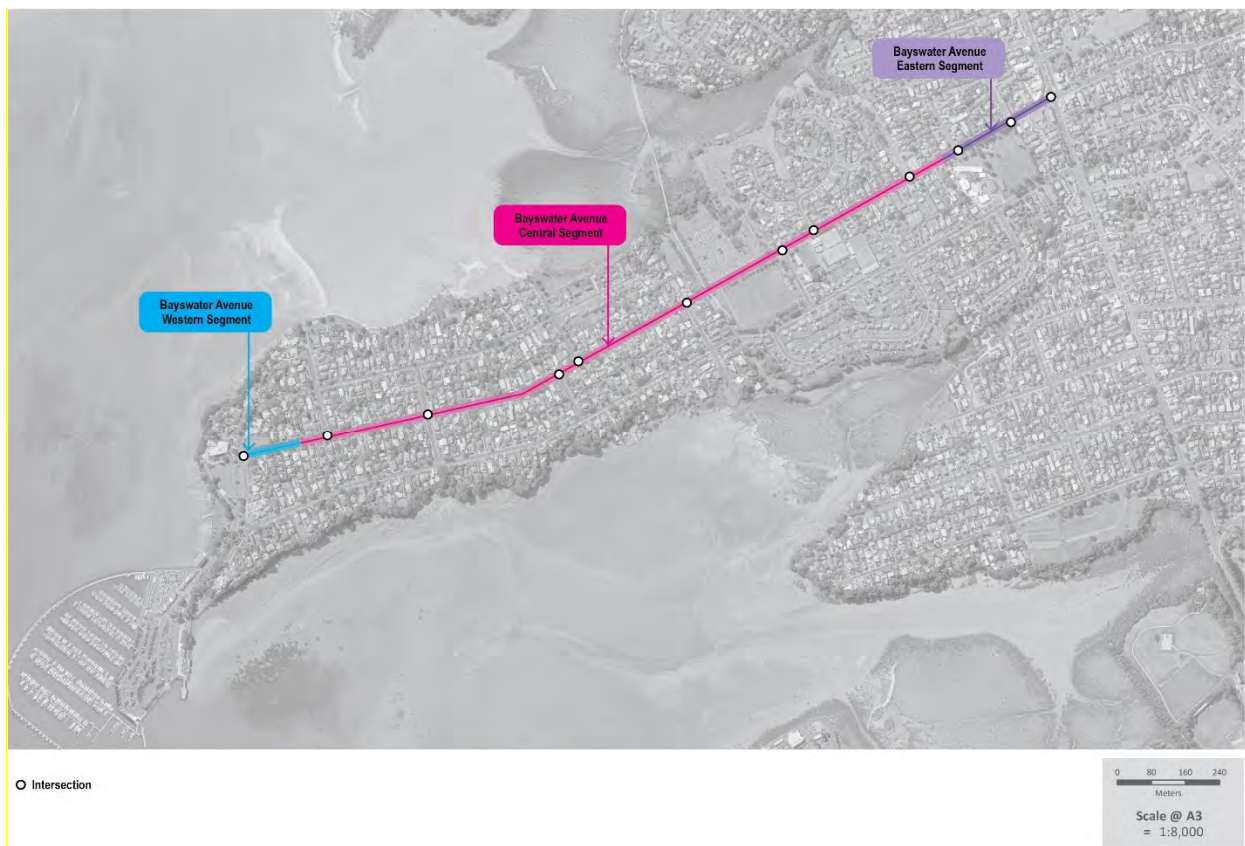 Bayswater Avenue
Eastern Segment
Bayswater Avenue
Central Segment
Bayswater Avenue
Western Segment
Intersection
0 80 160 240
Meters
Scale @ A3
= 1:8,000